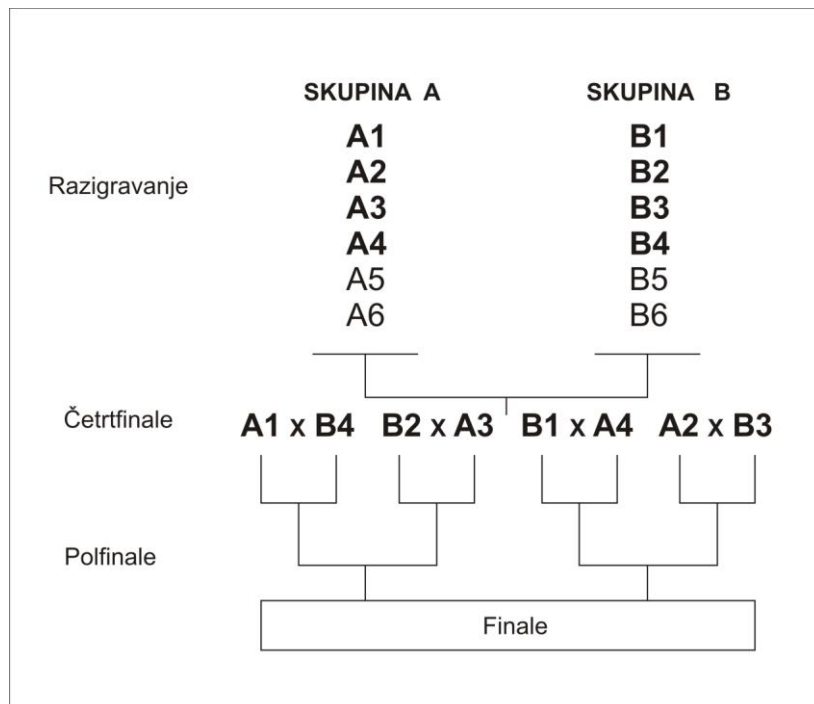 SKUPINA A SKUPINA B
A1 B1
A2 B2
Razigravanje
A3 B3
A4 B4
A5 B5
A6 B6
Četrtfinale A1 x B4 B2 x A3 B1 x A4 A2 x B3
Polfinale
Finale